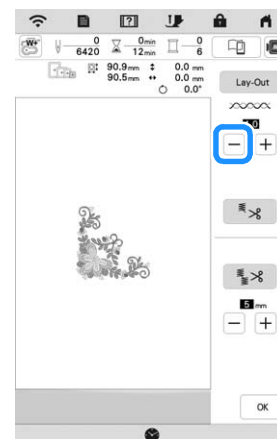 W+
0
6420
0min
12min
0
6
90.9mm
0.0 mm
90.5mm
0.0 mm
0.0°
Lay-Out
− +
5 mm
− +
OK